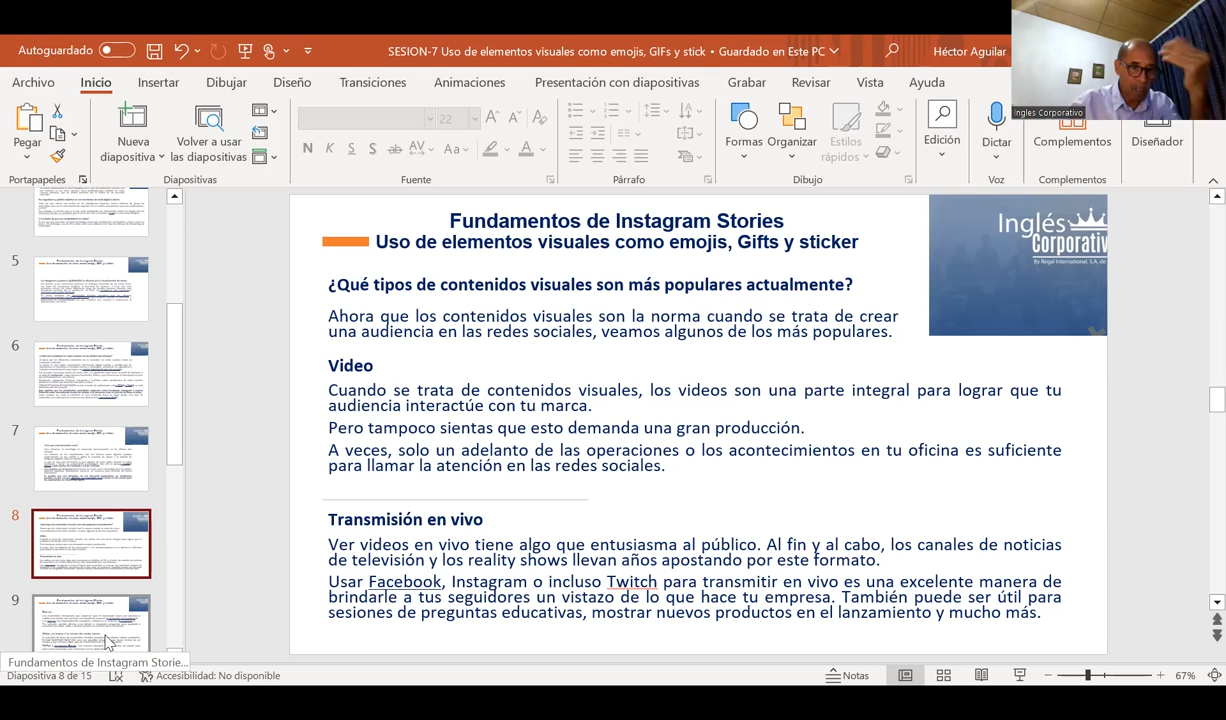 Autoguardado
SESION-7 Uso de elementos visuales como emojis, GIFs y stick • Guardado en Este PC
Héctor Aguilar
Archivo Inicio Insertar Dibujar Diseño Transiciones Animaciones Presentación con diapositivas Grabar Revisar Vista Ayuda
Ingles Corporativo
Pegar
Nueva diapositiva
Volver a usar las diapositivas
22
N K S S ab AV Aa A
Formas Organizar Estilos rápidos
Edición
Dictar
Complementos
Diseñador
Portapapeles Diapositivas Fuente Párrafo Dibujo Voz Complementos
5
6
7
8
9
Fundamentos de Instagram Stories
Uso de elementos visuales como emojis, Gifts y sticker
Inglés
Corporativ
By Regal International, S.A. de
¿Qué tipos de contenidos visuales son más populares actualmente?
Ahora que los contenidos visuales son la norma cuando se trata de crear
una audiencia en las redes sociales, veamos algunos de los más populares.
Video
Cuando se trata de contenidos visuales, los videos son una parte integral para lograr que tu
audiencia interactúe con tu marca.
Pero tampoco sientas que esto demanda una gran producción.
A veces, solo un adelanto de las operaciones o los acontecimientos en tu oficina es suficiente
para llamar la atención en las redes sociales.
Transmisión en vivo
Ver videos en vivo tiene algo que entusiasma al público. Al fin y al cabo, los canales de noticias
de televisión y los reality shows llevan años apostando por este formato.
Usar Facebook, Instagram o incluso Twitch para transmitir en vivo es una excelente manera de
brindarle a tus seguidores un vistazo de lo que hace tu empresa. También puede ser útil para
sesiones de preguntas educativas, mostrar nuevos productos en el lanzamiento y mucho más.
Fundamentos de Instagram Storie...
Diapositiva 8 de 15
Accesibilidad: No disponible
Notas
67%